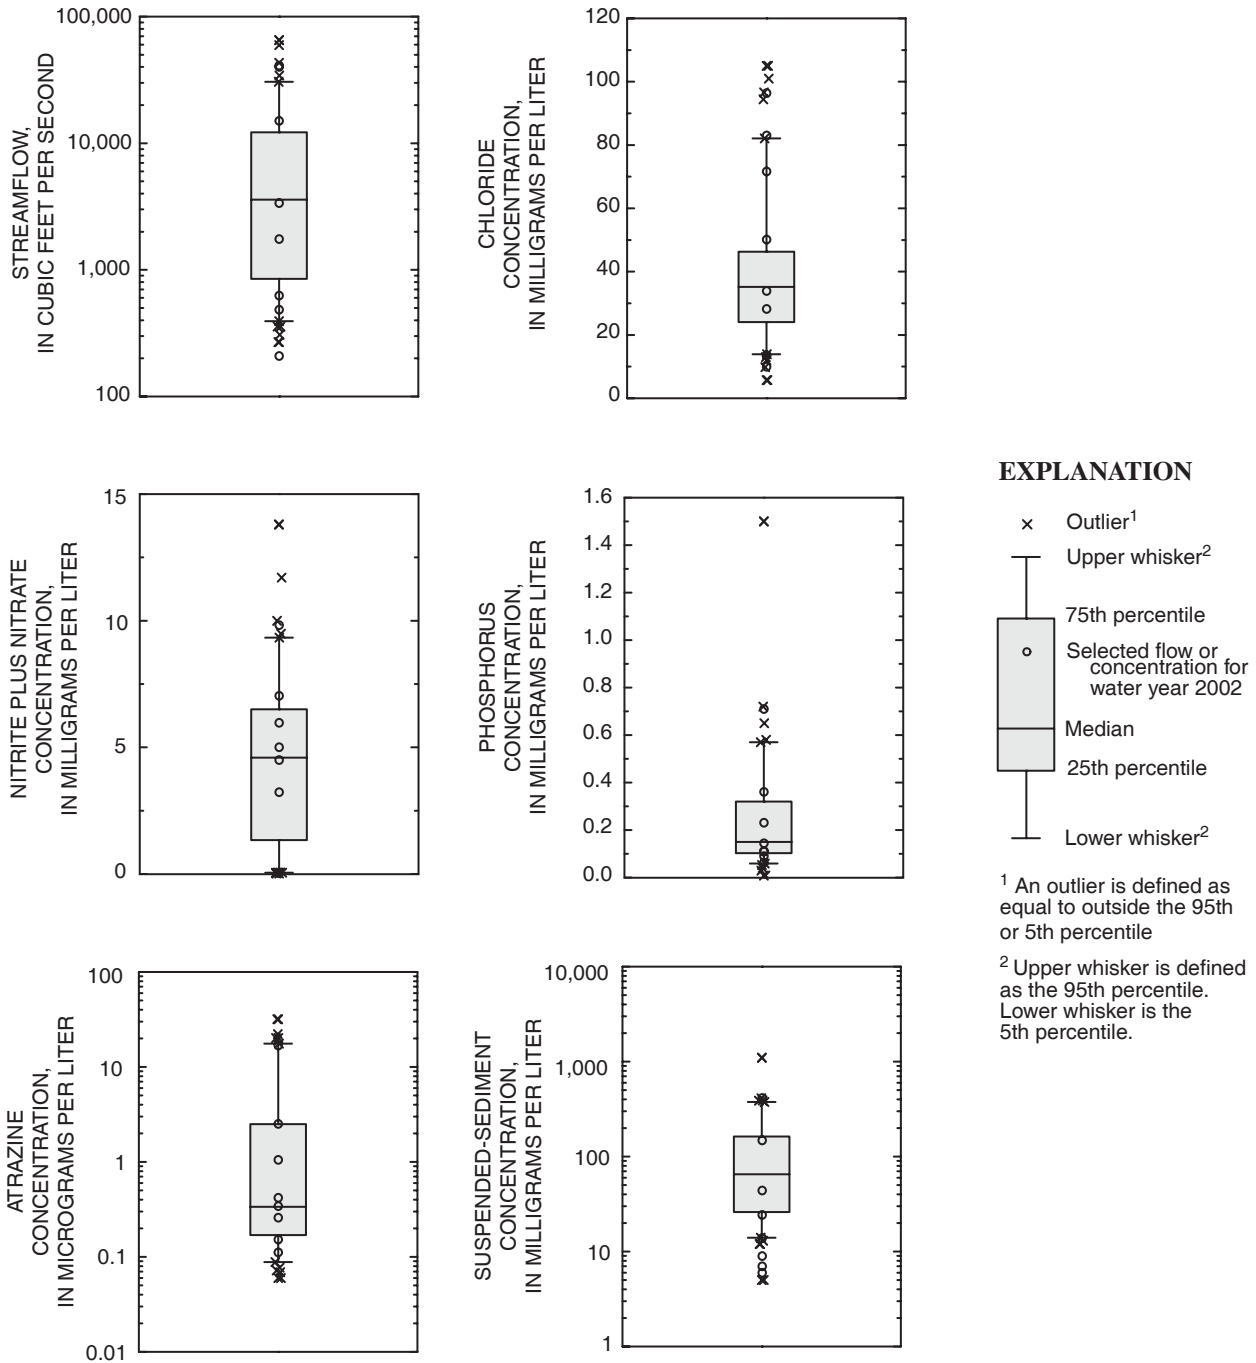 STREAMFLOW,
IN CUBIC FEET PER SECOND
100,000
10,000
1,000
100
CHLORIDE
CONCENTRATION,
IN MILLIGRAMS PER LITER
120
100
80
60
40
20
0
NITRITE PLUS NITRATE
CONCENTRATION,
IN MILLIGRAMS PER LITER
15
10
5
0
PHOSPHORUS
CONCENTRATION,
IN MILLIGRAMS PER LITER
1.6
1.4
1.2
1.0
0.8
0.6
0.4
0.2
0.0
ATRAZINE
CONCENTRATION,
IN MICROGRAMS PER LITER
100
10
1
0.1
0.01
SUSPENDED-SEDIMENT
CONCENTRATION,
IN MILLIGRAMS PER LITER
10,000
1,000
100
10
1
EXPLANATION
Outlier1
Upper whisker2
75th percentile
Selected flow or
concentration for
water year 2002
Median
25th percentile
Lower whisker2
1 An outlier is defined as
equal to outside the 95th
or 5th percentile
2 Upper whisker is defined
as the 95th percentile.
Lower whisker is the
5th percentile.